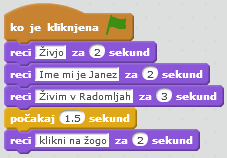 ko je kliknjena
reci Živjo za 2 sekund
reci Ime mi je Janez za 2 sekund
reci Živim v Radomljah za 3 sekund
počakaj 1.5 sekund
reci klikni na žogo za 2 sekund